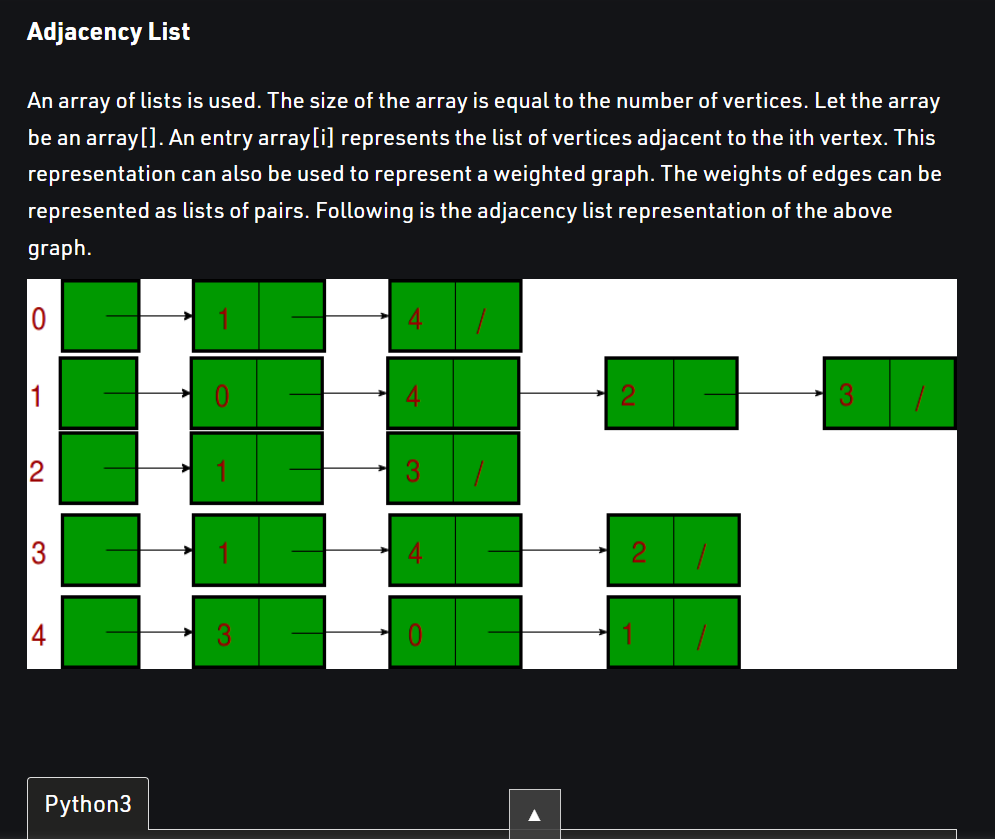 Adjacency List
An array of lists is used. The size of the array is equal to the number of vertices. Let the array
be an array[]. An entry array[i] represents the list of vertices adjacent to the ith vertex. This
representation can also be used to represent a weighted graph. The weights of edges can be
represented as lists of pairs. Following is the adjacency list representation of the above
graph.
0 1 4 /
1 0 4 2 3 /
2 1 3 /
3 1 4 2 /
4 3 0 1 /
Python3
▲